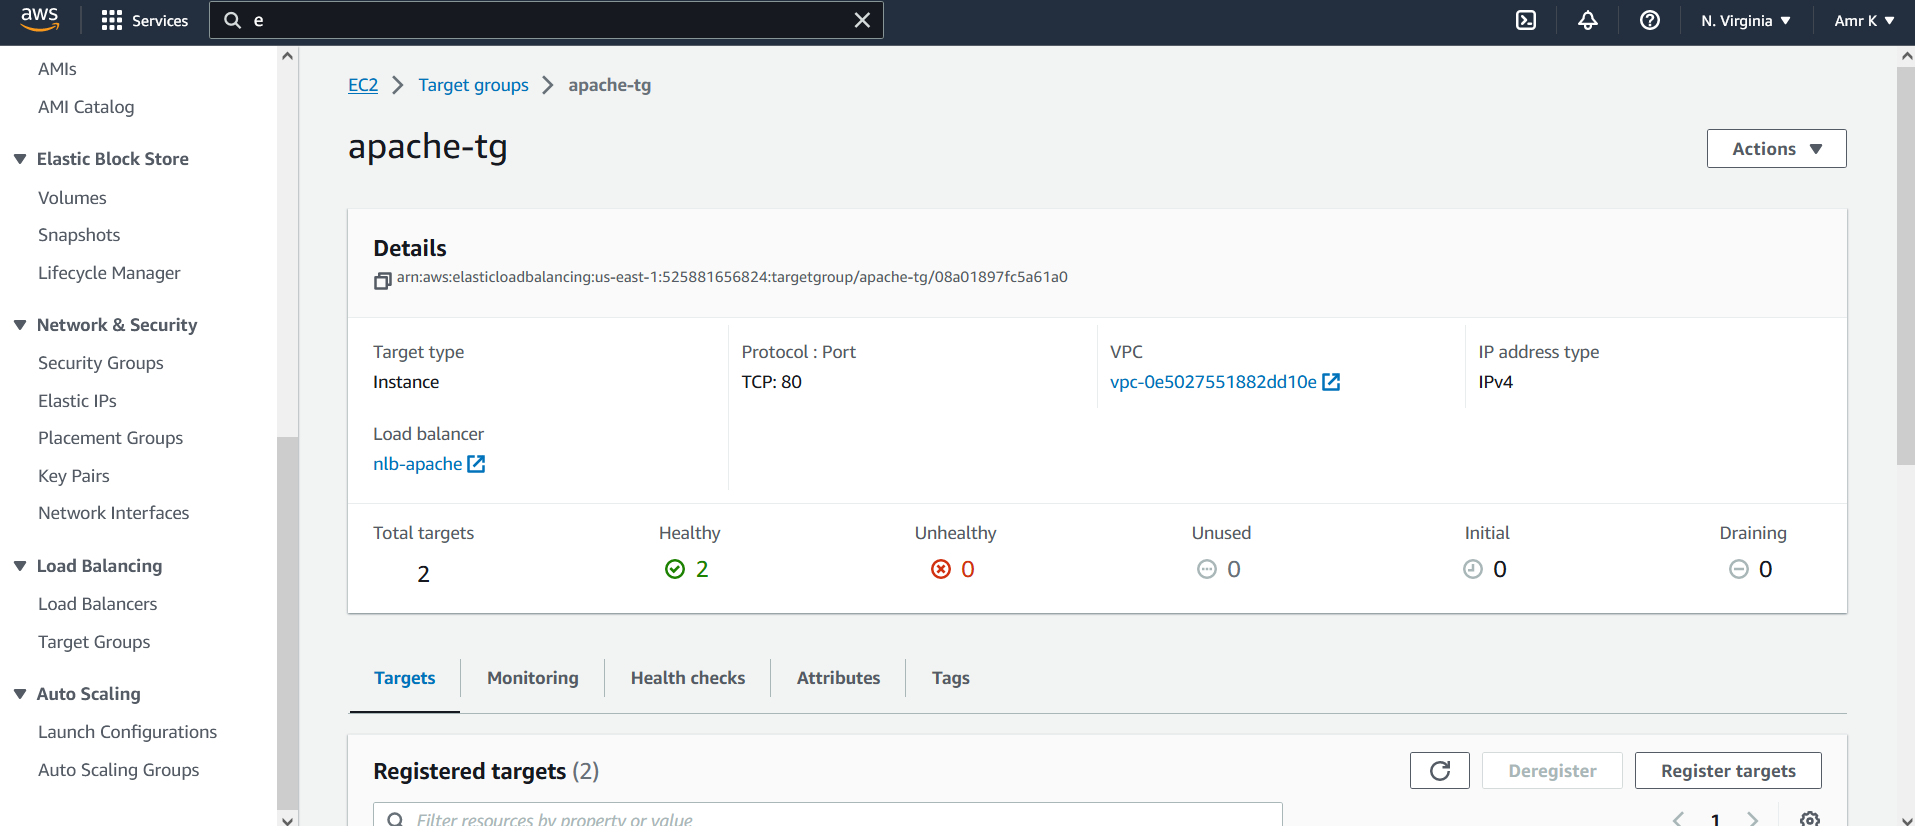 aws
Services
e
N. Virginia
Amr K
AMIs
AMI Catalog
Elastic Block Store
Volumes
Snapshots
Lifecycle Manager
Network & Security
Security Groups
Elastic IPs
Placement Groups
Key Pairs
Network Interfaces
Load Balancing
Load Balancers
Target Groups
Auto Scaling
Launch Configurations
Auto Scaling Groups
EC2 > Target groups > apache-tg
apache-tg
Actions
Details
arn:aws:elasticloadbalancing:us-east-1:525881656824:targetgroup/apache-tg/08a01897fc5a61a0
Target type
Instance
Protocol : Port
TCP: 80
VPC
vpc-0e5027551882dd10e
IP address type
IPv4
Load balancer
nlb-apache
Total targets
2
Healthy
2
Unhealthy
0
Unused
0
Initial
0
Draining
0
Targets
Monitoring
Health checks
Attributes
Tags
Registered targets (2)
Deregister
Register targets
Filter resources by property or value
1